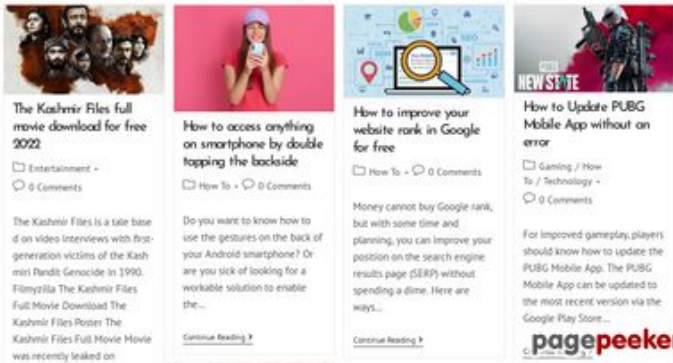 The Kashmir Files full
movie download for free
2022
Entertainment •
0 Comments
The Kashmir Files is a tale base
d on video interviews with first-
generation victims of the Kash
miri Pandit Genocide in 1990.
Filmyzilla The Kashmir Files
Full Movie Download The
Kashmir Files Poster The
Kashmir Files Full Movie Movie
was recently leaked on
How to access anything
on smartphone by double
tapping the backside
How To • 0 Comments
Do you want to know how to
use the gestures on the back of
your Android smartphone? Or
are you sick of looking for a
workable solution to enable
the...
Continue Reading
SEO
How to improve your
website rank in Google
for free
How To • 0 Comments
Money cannot buy Google rank,
but with some time and
planning, you can improve your
position on the search engine
results page (SERP) without
spending a dime. Here are
ways...
Continue Reading
PUBG
NEW STATE
How to Update PUBG
Mobile App without an
error
Gaming / How
To / Technology •
0 Comments
For improved gameplay, players
should know how to update the
PUBG Mobile App. The PUBG
Mobile App can be updated to
the most recent version via the
Google Play Store...
pagepeeker